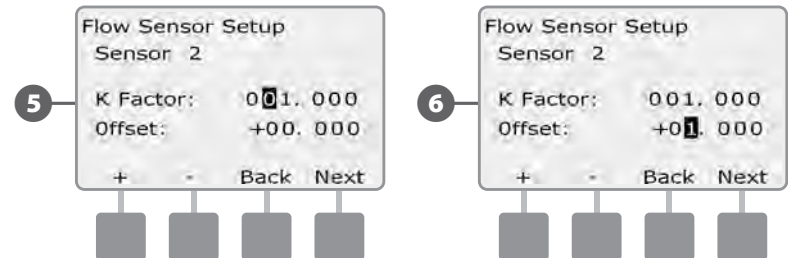 Flow Sensor Setup
Sensor 2
5
K Factor: 001. 000
Offset: +00. 000
+ - Back Next
Flow Sensor Setup
Sensor 2
6
K Factor: 001. 000
Offset: +01. 000
+ - Back Next